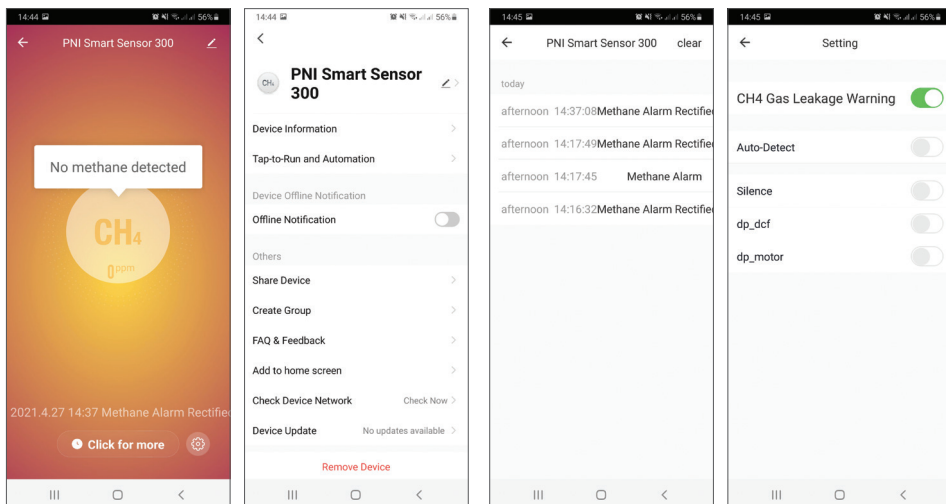 14:44 56%
PNI Smart Sensor 300
No methane detected
CH4
0ppm
2021.4.27 14:37 Methane Alarm Rectified
Click for more
14:44 56%
CH4
PNI Smart Sensor
300
Device Information
Tap-to-Run and Automation
Device Offline Notification
Offline Notification
Others
Share Device
Create Group
FAQ & Feedback
Add to home screen
Check Device Network Check Now
Device Update No updates available
Remove Device
14:45 56%
PNI Smart Sensor 300 clear
today
afternoon 14:37:08 Methane Alarm Rectified
afternoon 14:17:49 Methane Alarm Rectified
afternoon 14:17:45 Methane Alarm
afternoon 14:16:32 Methane Alarm Rectified
14:45 56%
Setting
CH4 Gas Leakage Warning
Auto-Detect
Silence
dp_dcf
dp_motor